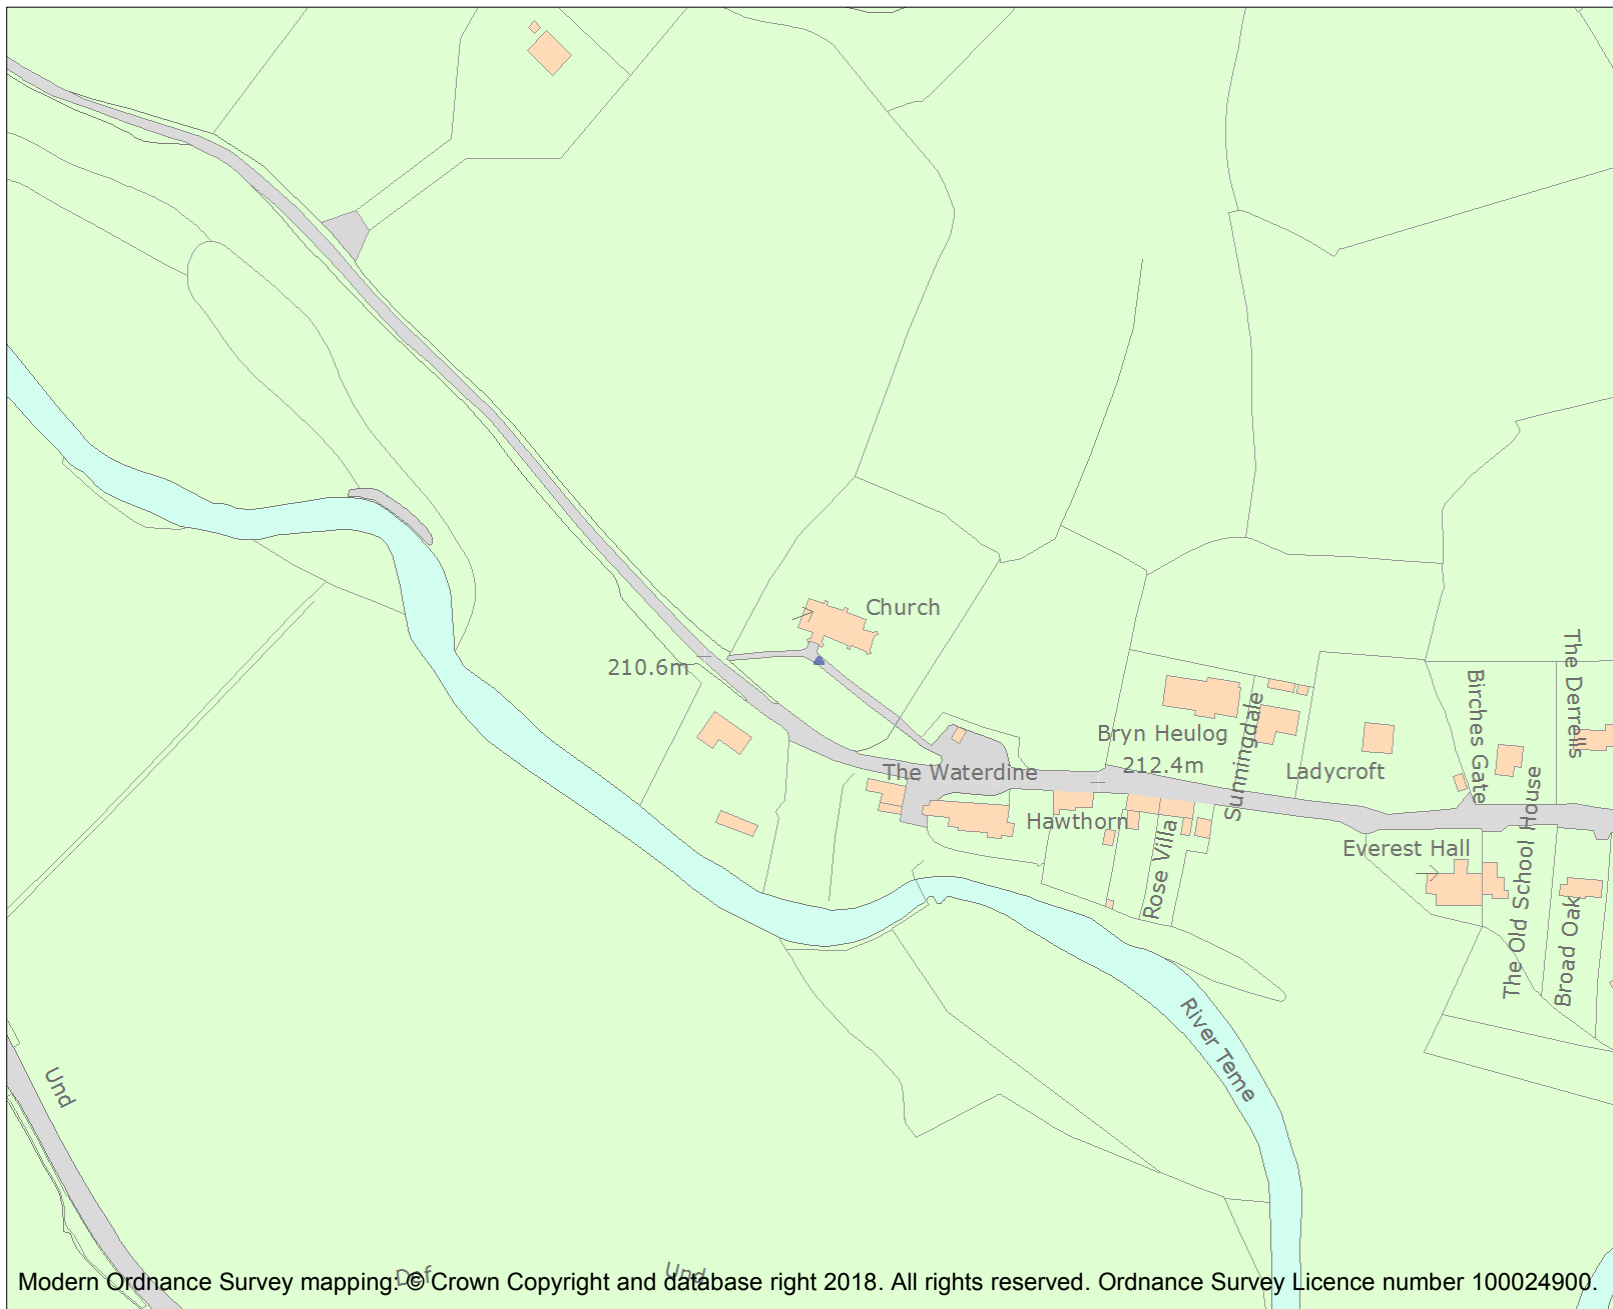 Church
210.6m
The Derrells
Birches Gate
Sunningdale
Bryn Heulog
212.4m
The Waterdine
Ladycroft
Hawthorn
Rose Villa
Everest Hall
The Old School House
Broad Oak
River Teme
Und
Def
Und
Modern Ordnance Survey mapping: © Crown Copyright and database right 2018. All rights reserved. Ordnance Survey Licence number 100024900.